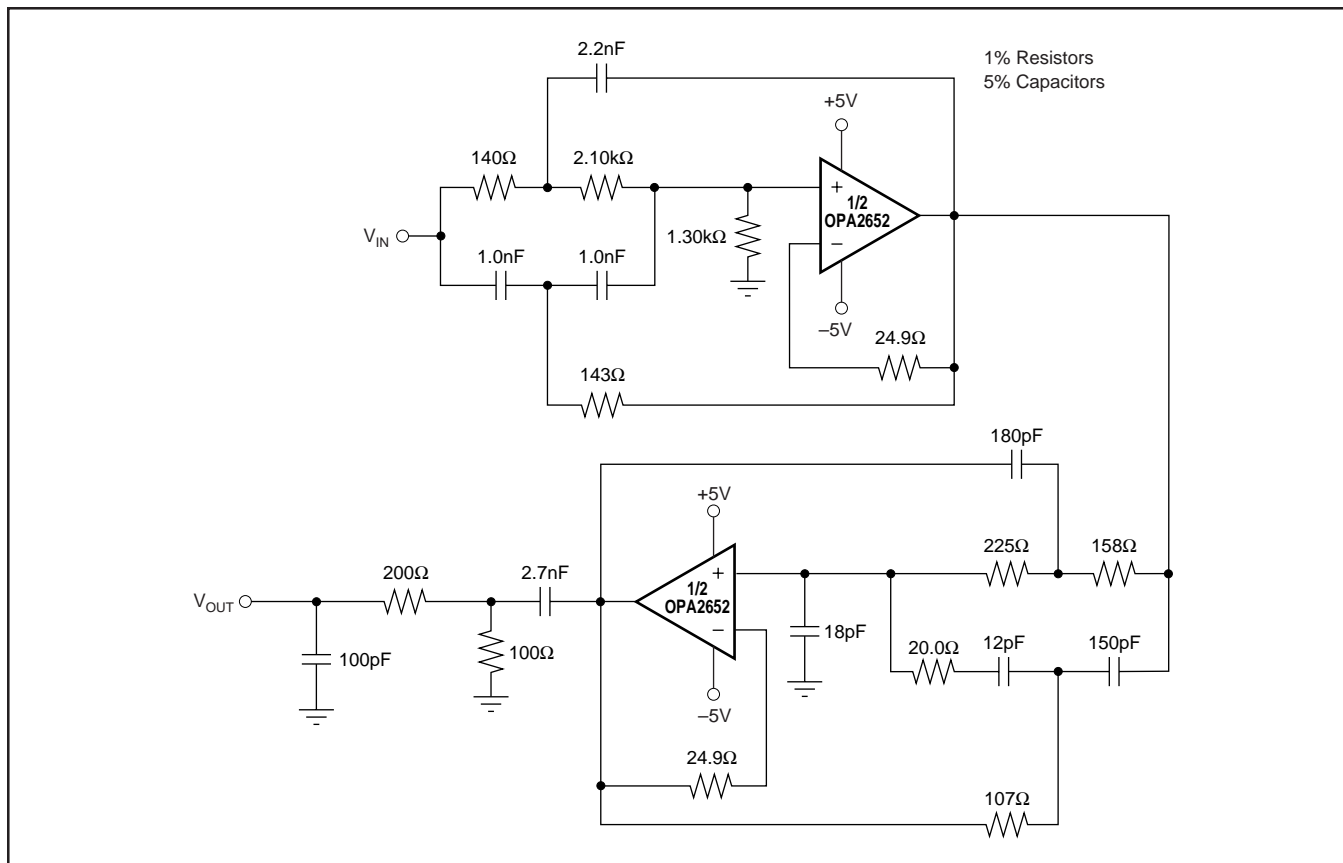 2.2nF
1% Resistors
5% Capacitors
+5V
140Ω
2.10kΩ
+
1/2
OPA2652
–
1.30kΩ
VIN
1.0nF
1.0nF
–5V
24.9Ω
143Ω
180pF
+5V
225Ω
158Ω
200Ω
2.7nF
+
1/2
OPA2652
–
VOUT
18pF
20.0Ω
12pF
150pF
100pF
100Ω
–5V
24.9Ω
107Ω